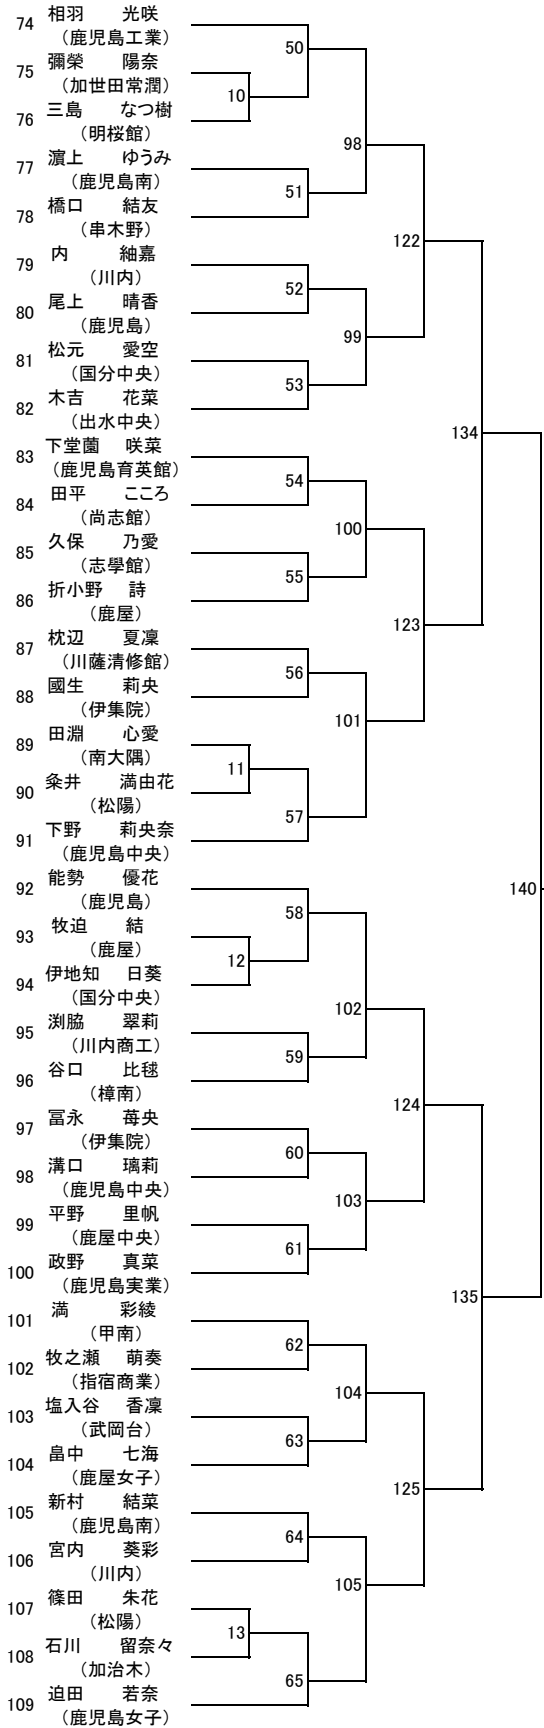 74 相羽 光咲
（鹿児島工業）
50
75 彌榮 陽奈
（加世田常潤）
10
76 三島 なつ樹
（明桜館）
98
77 濵上 ゆうみ
（鹿児島南）
51
78 橋口 結友
（串木野）
122
79 内 紬嘉
（川内）
52
80 尾上 晴香
（鹿児島）
99
81 松元 愛空
（国分中央）
53
82 木吉 花菜
（出水中央）
134
83 下堂薗 咲菜
（鹿児島育英館）
54
84 田平 こころ
（尚志館）
100
85 久保 乃愛
（志學館）
55
86 折小野 詩
（鹿屋）
123
87 枕辺 夏凜
（川薩清修館）
56
88 國生 莉央
（伊集院）
101
89 田淵 心愛
（南大隅）
11
90 粂井 満由花
（松陽）
57
91 下野 莉央奈
（鹿児島中央）
140
92 能勢 優花
（鹿児島）
58
93 牧迫 結
（鹿屋）
12
94 伊地知 日葵
（国分中央）
102
95 渕脇 翠莉
（川内商工）
59
96 谷口 比毬
（樟南）
124
97 冨永 苺央
（伊集院）
60
98 溝口 璃莉
（鹿児島中央）
103
99 平野 里帆
（鹿屋中央）
61
100 政野 真菜
（鹿児島実業）
135
101 満 彩綾
（甲南）
62
102 牧之瀬 萌奏
（指宿商業）
104
103 塩入谷 香凜
（武岡台）
63
104 畠中 七海
（鹿屋女子）
125
105 新村 結菜
（鹿児島南）
64
106 宮内 葵彩
（川内）
105
107 篠田 朱花
（松陽）
13
108 石川 留奈々
（加治木）
65
109 迫田 若奈
（鹿児島女子）